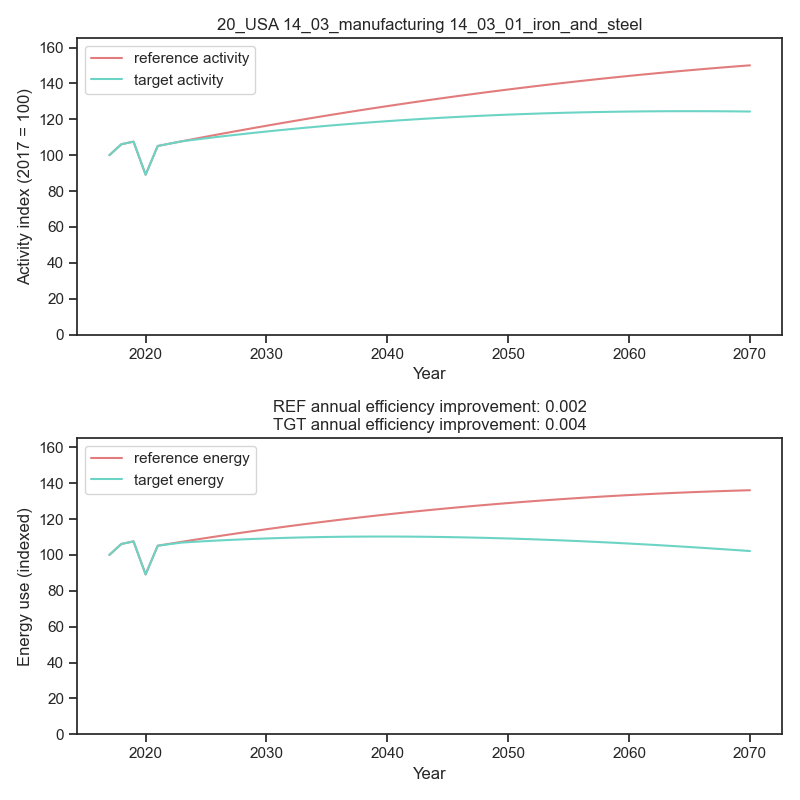 20_USA 14_03_manufacturing 14_03_01_iron_and_steel
160
140
120
100
80
60
40
20
0
Activity index (2017 = 100)
reference activity
target activity
2020 2030 2040 2050 2060 2070
Year
REF annual efficiency improvement: 0.002
TGT annual efficiency improvement: 0.004
160
140
120
100
80
60
40
20
0
Energy use (indexed)
reference energy
target energy
2020 2030 2040 2050 2060 2070
Year